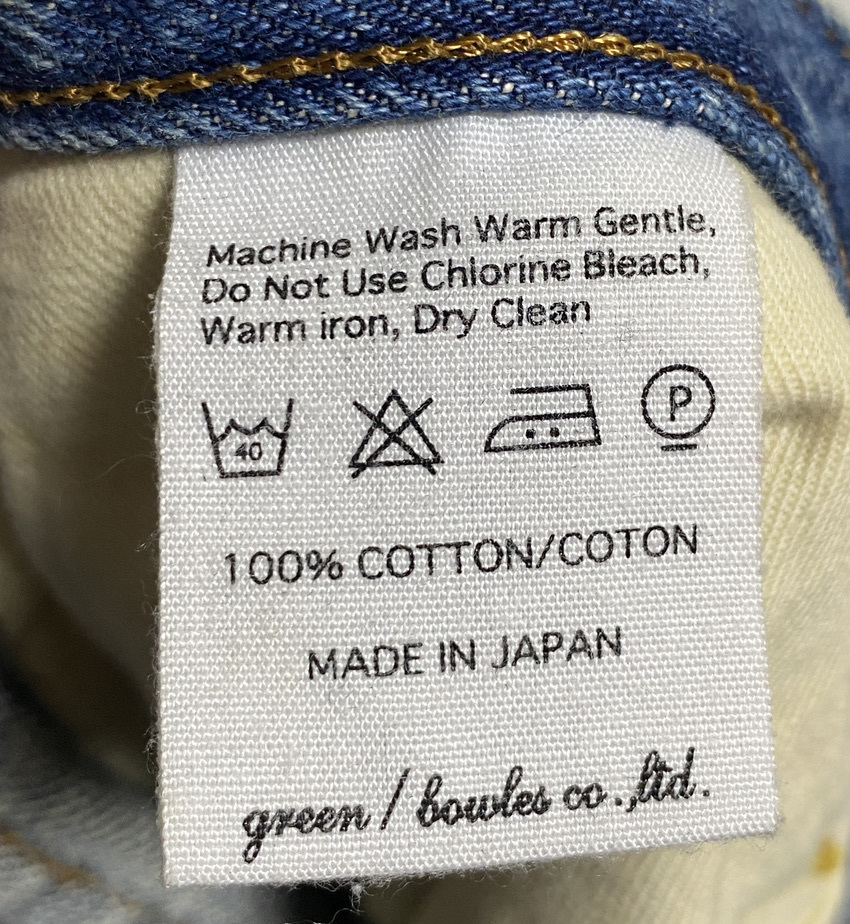 Machine Wash Warm Gentle,
Do Not Use Chlorine Bleach,
Warm iron, Dry Clean
40
P
100% COTTON/COTON
MADE IN JAPAN
green / bowles co.,ltd.